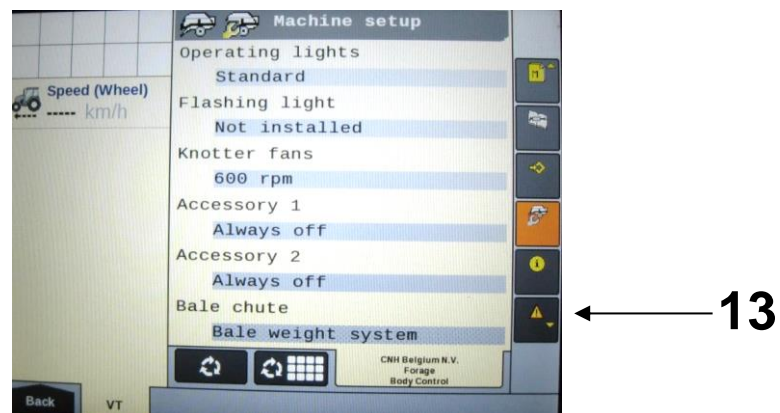 Machine setup
Operating lights
Standard
Speed (Wheel)
----- km/h
Flashing light
Not installed
Knotter fans
600 rpm
Accessory 1
Always off
Accessory 2
Always off
Bale chute
Bale weight system
13
CNH Belgium N.V.
Forage
Body Control
Back
VT
M